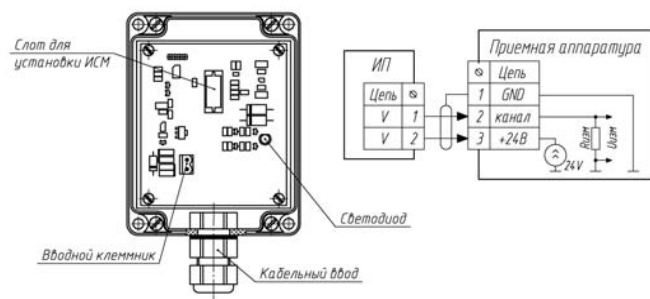 Слот для
установки ИСМ
Вводной клеммник
Кабельный ввод
Светодиод
ИП
Цепь ⌀
V 1
V 2
Приемная аппаратура
⌀ Цепь
1 GND
2 канал
3 +24В
24V
Rизм
Uизм